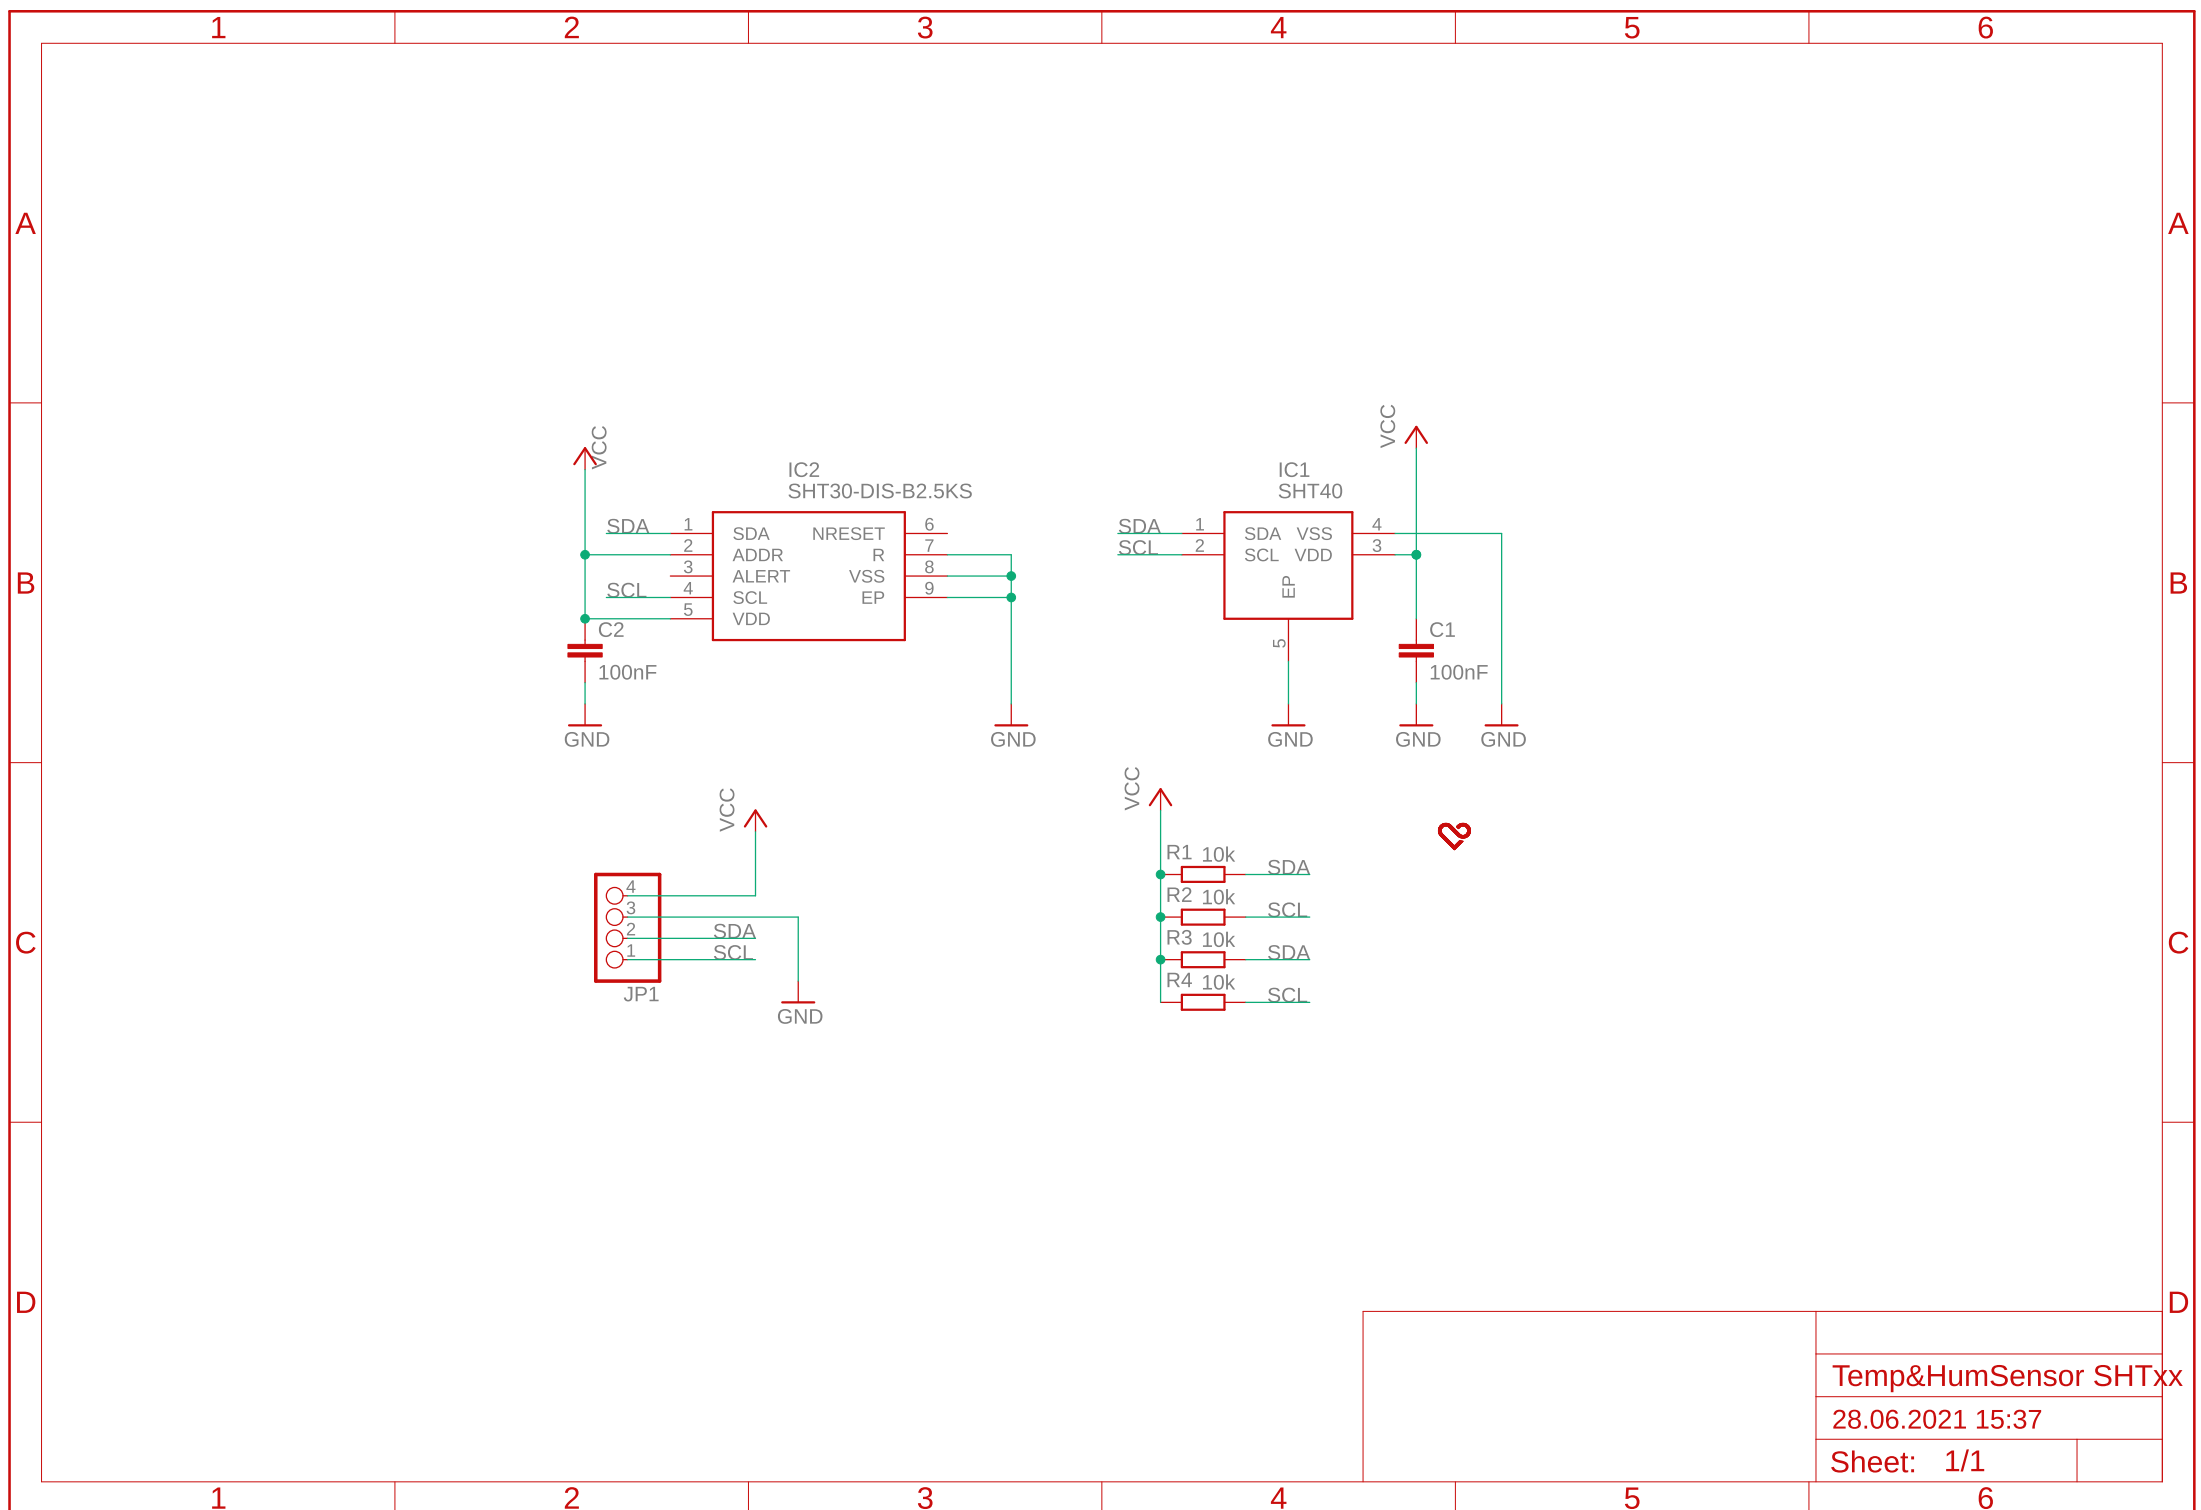 1 2 3 4 5 6
A A
VCC
VCC
IC2
SHT30-DIS-B2.5KS
SDA 1 SDA NRESET 6
2 ADDR R 7
3 ALERT VSS 8
SCL 4 SCL EP 9
5 VDD
C2
100nF
GND
GND
IC1
SHT40
SDA 1 SDA VSS 4
SCL 2 SCL VDD 3
EP
5
C1
100nF
GND
GND
GND
B B
VCC
4
3
2 SDA
1 SCL
JP1
GND
VCC
R1 10k SDA
R2 10k SCL
R3 10k SDA
R4 10k SCL
C C
D D
Temp&HumSensor SHTxx
28.06.2021 15:37
Sheet: 1/1
1 2 3 4 5 6